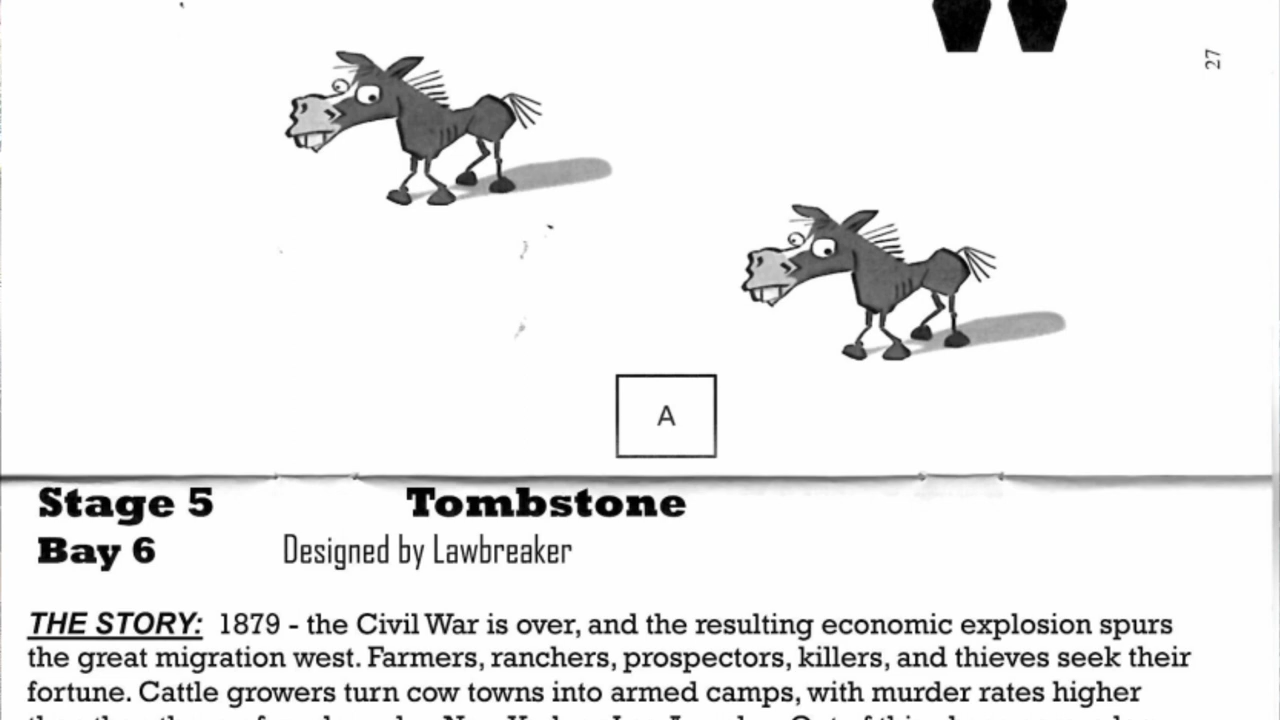 27
A
Stage 5 Tombstone
Bay 6 Designed by Lawbreaker
THE STORY: 1879 - the Civil War is over, and the resulting economic explosion spurs
the great migration west. Farmers, ranchers, prospectors, killers, and thieves seek their
fortune. Cattle growers turn cow towns into armed camps, with murder rates higher